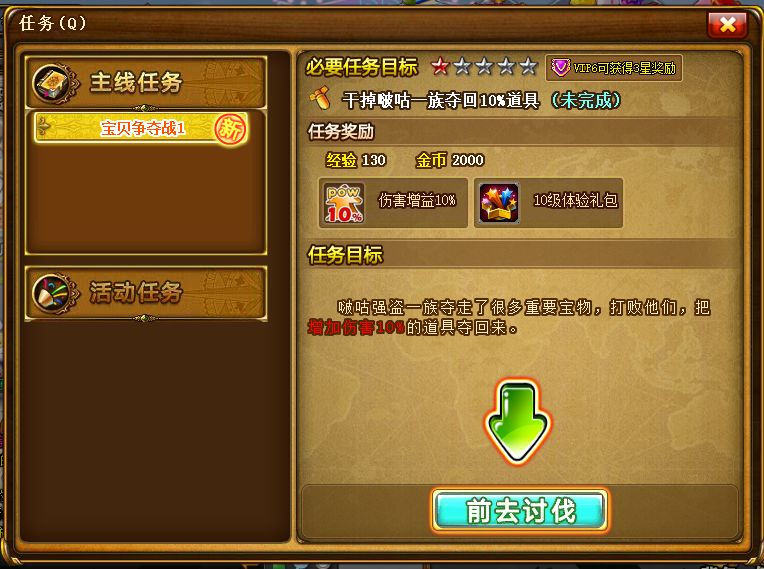 任务(Q)
主线任务
宝贝争夺战1
新
活动任务
必要任务目标
VIP6可获得3星奖励
干掉啵咕一族夺回10%道具 (未完成)
任务奖励
经验 130 金币 2000
POW
10%
伤害增益10%
10级体验礼包
任务目标
啵咕强盗一族夺走了很多重要宝物，打败他们，把
增加伤害10%的道具夺回来。
前去讨伐